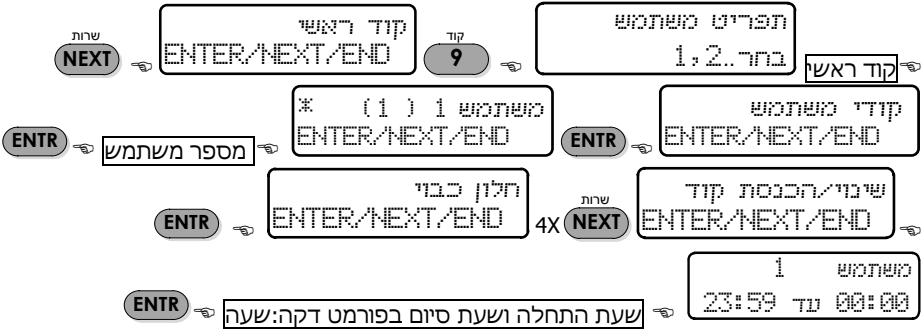 קוד ראשי
תפריט משתמש
בחר..1,2
קוד
9
קוד ראשי
ENTER/NEXT/END
שרות
NEXT
קודי משתמש
ENTER/NEXT/END
ENTR
מספר משתמש
משתמש 1 ( 1) *
ENTER/NEXT/END
ENTR
שינוי/הכנסת קוד
ENTER/NEXT/END
שרות
NEXT
4X
חלון כבוי
ENTER/NEXT/END
ENTR
משתמש 1
00:00 עד 23:59
שעת התחלה ושעת סיום בפורמט דקה:שעה
ENTR